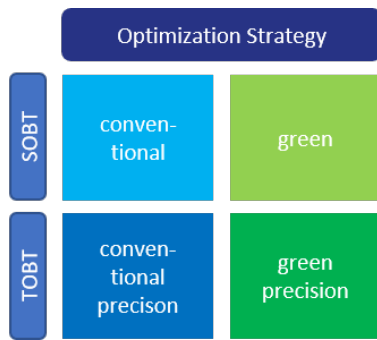 Optimization Strategy
SOBT
conven-
tional
green
TOBT
conven-
tional
precison
green
precision